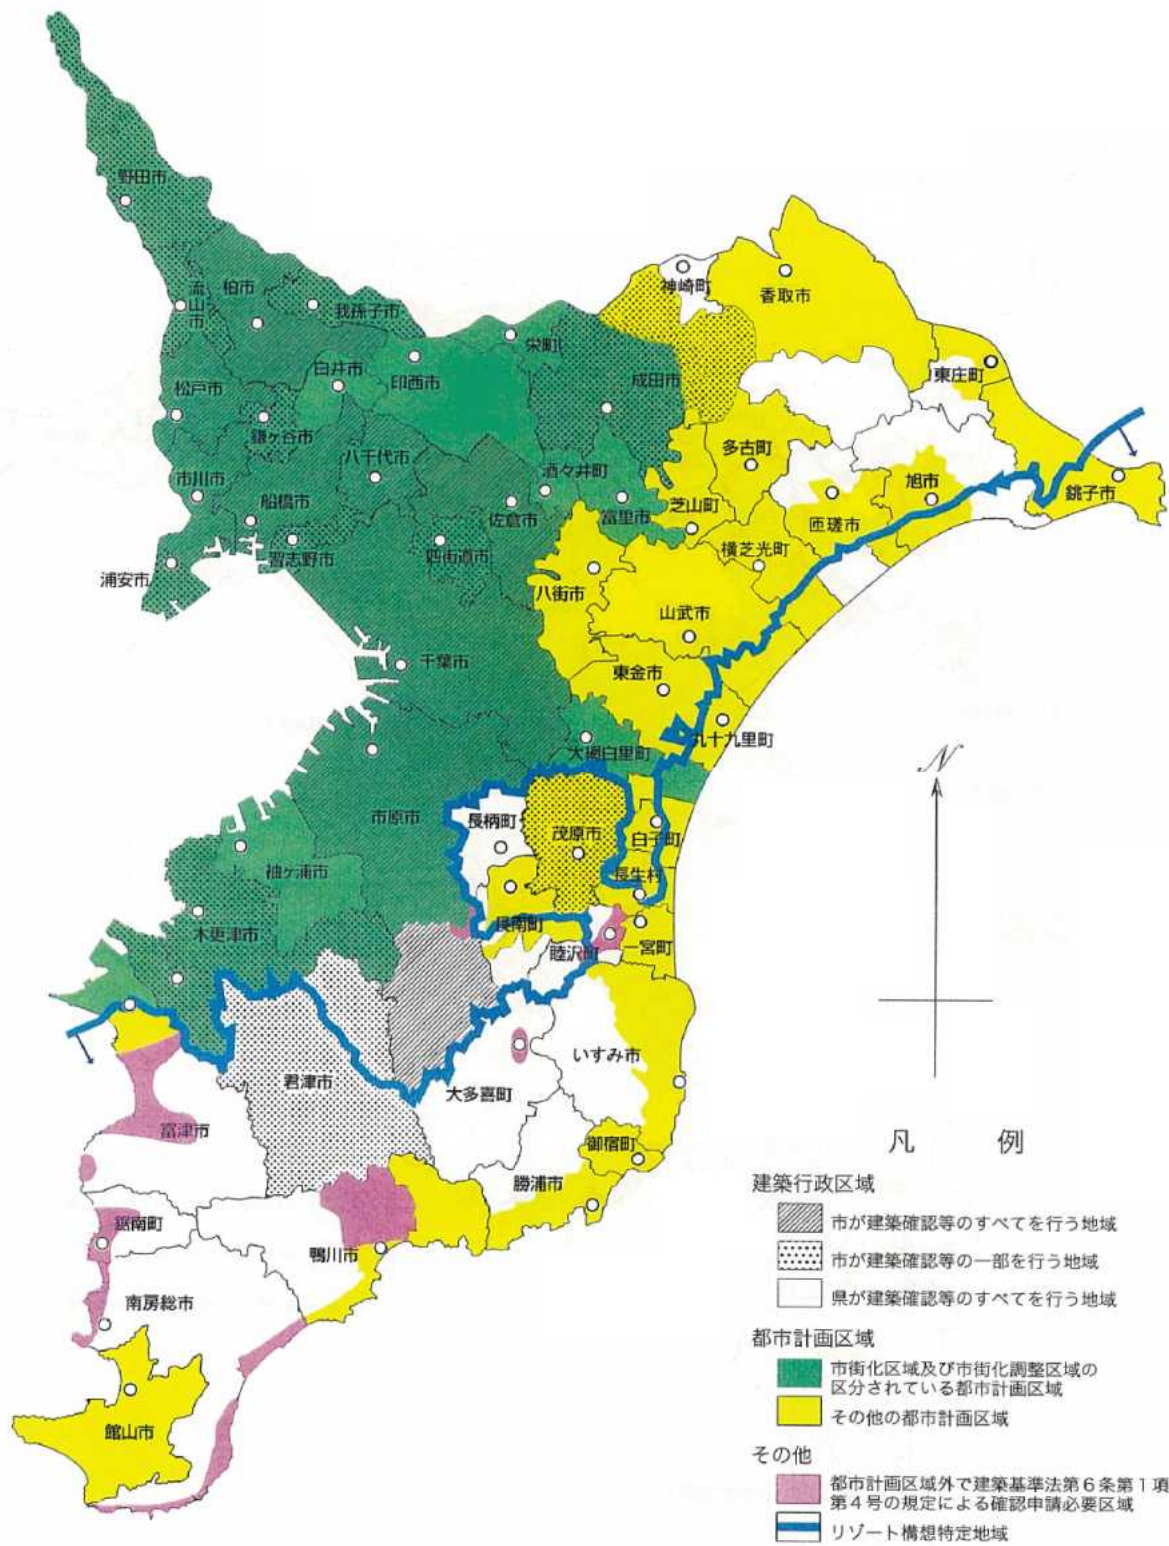 野田市
流山市
柏市
我孫子市
神崎町
香取市
栄町
白井市
印西市
成田市
東庄町
松戸市
鎌ヶ谷市
八千代市
酒々井町
多古町
市川市
船橋市
佐倉市
富里市
芝山町
旭市
銚子市
匝瑳市
浦安市
習志野市
四街道市
横芝光町
八街市
山武市
千葉市
東金市
九十九里町
大網白里町
市原市
長柄町
茂原市
白子町
袖ヶ浦市
長生村
木更津市
長南町
睦沢町
一宮町
N
君津市
大多喜町
いすみ市
富津市
御宿町
勝浦市
鋸南町
鴨川市
南房総市
館山市
凡 例
建築行政区域
市が建築確認等のすべてを行う地域
市が建築確認等の一部を行う地域
県が建築確認等のすべてを行う地域
都市計画区域
市街化区域及び市街化調整区域の
区分されている都市計画区域
その他の都市計画区域
その他
都市計画区域外で建築基準法第6条第1項
第4号の規定による確認申請必要区域
リゾート構想特定地域